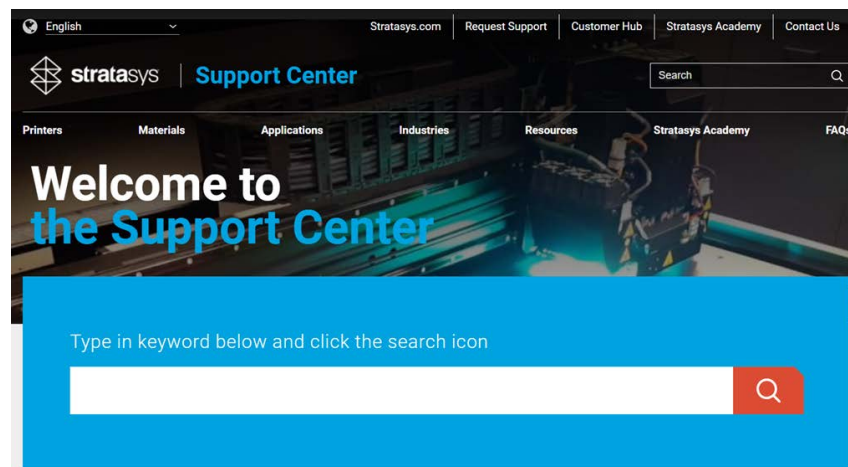 English
Stratasys.com Request Support Customer Hub Stratasys Academy Contact Us
stratasys Support Center
Search
Printers Materials Applications Industries Resources Stratasys Academy FAQs
Welcome to
the Support Center
Type in keyword below and click the search icon